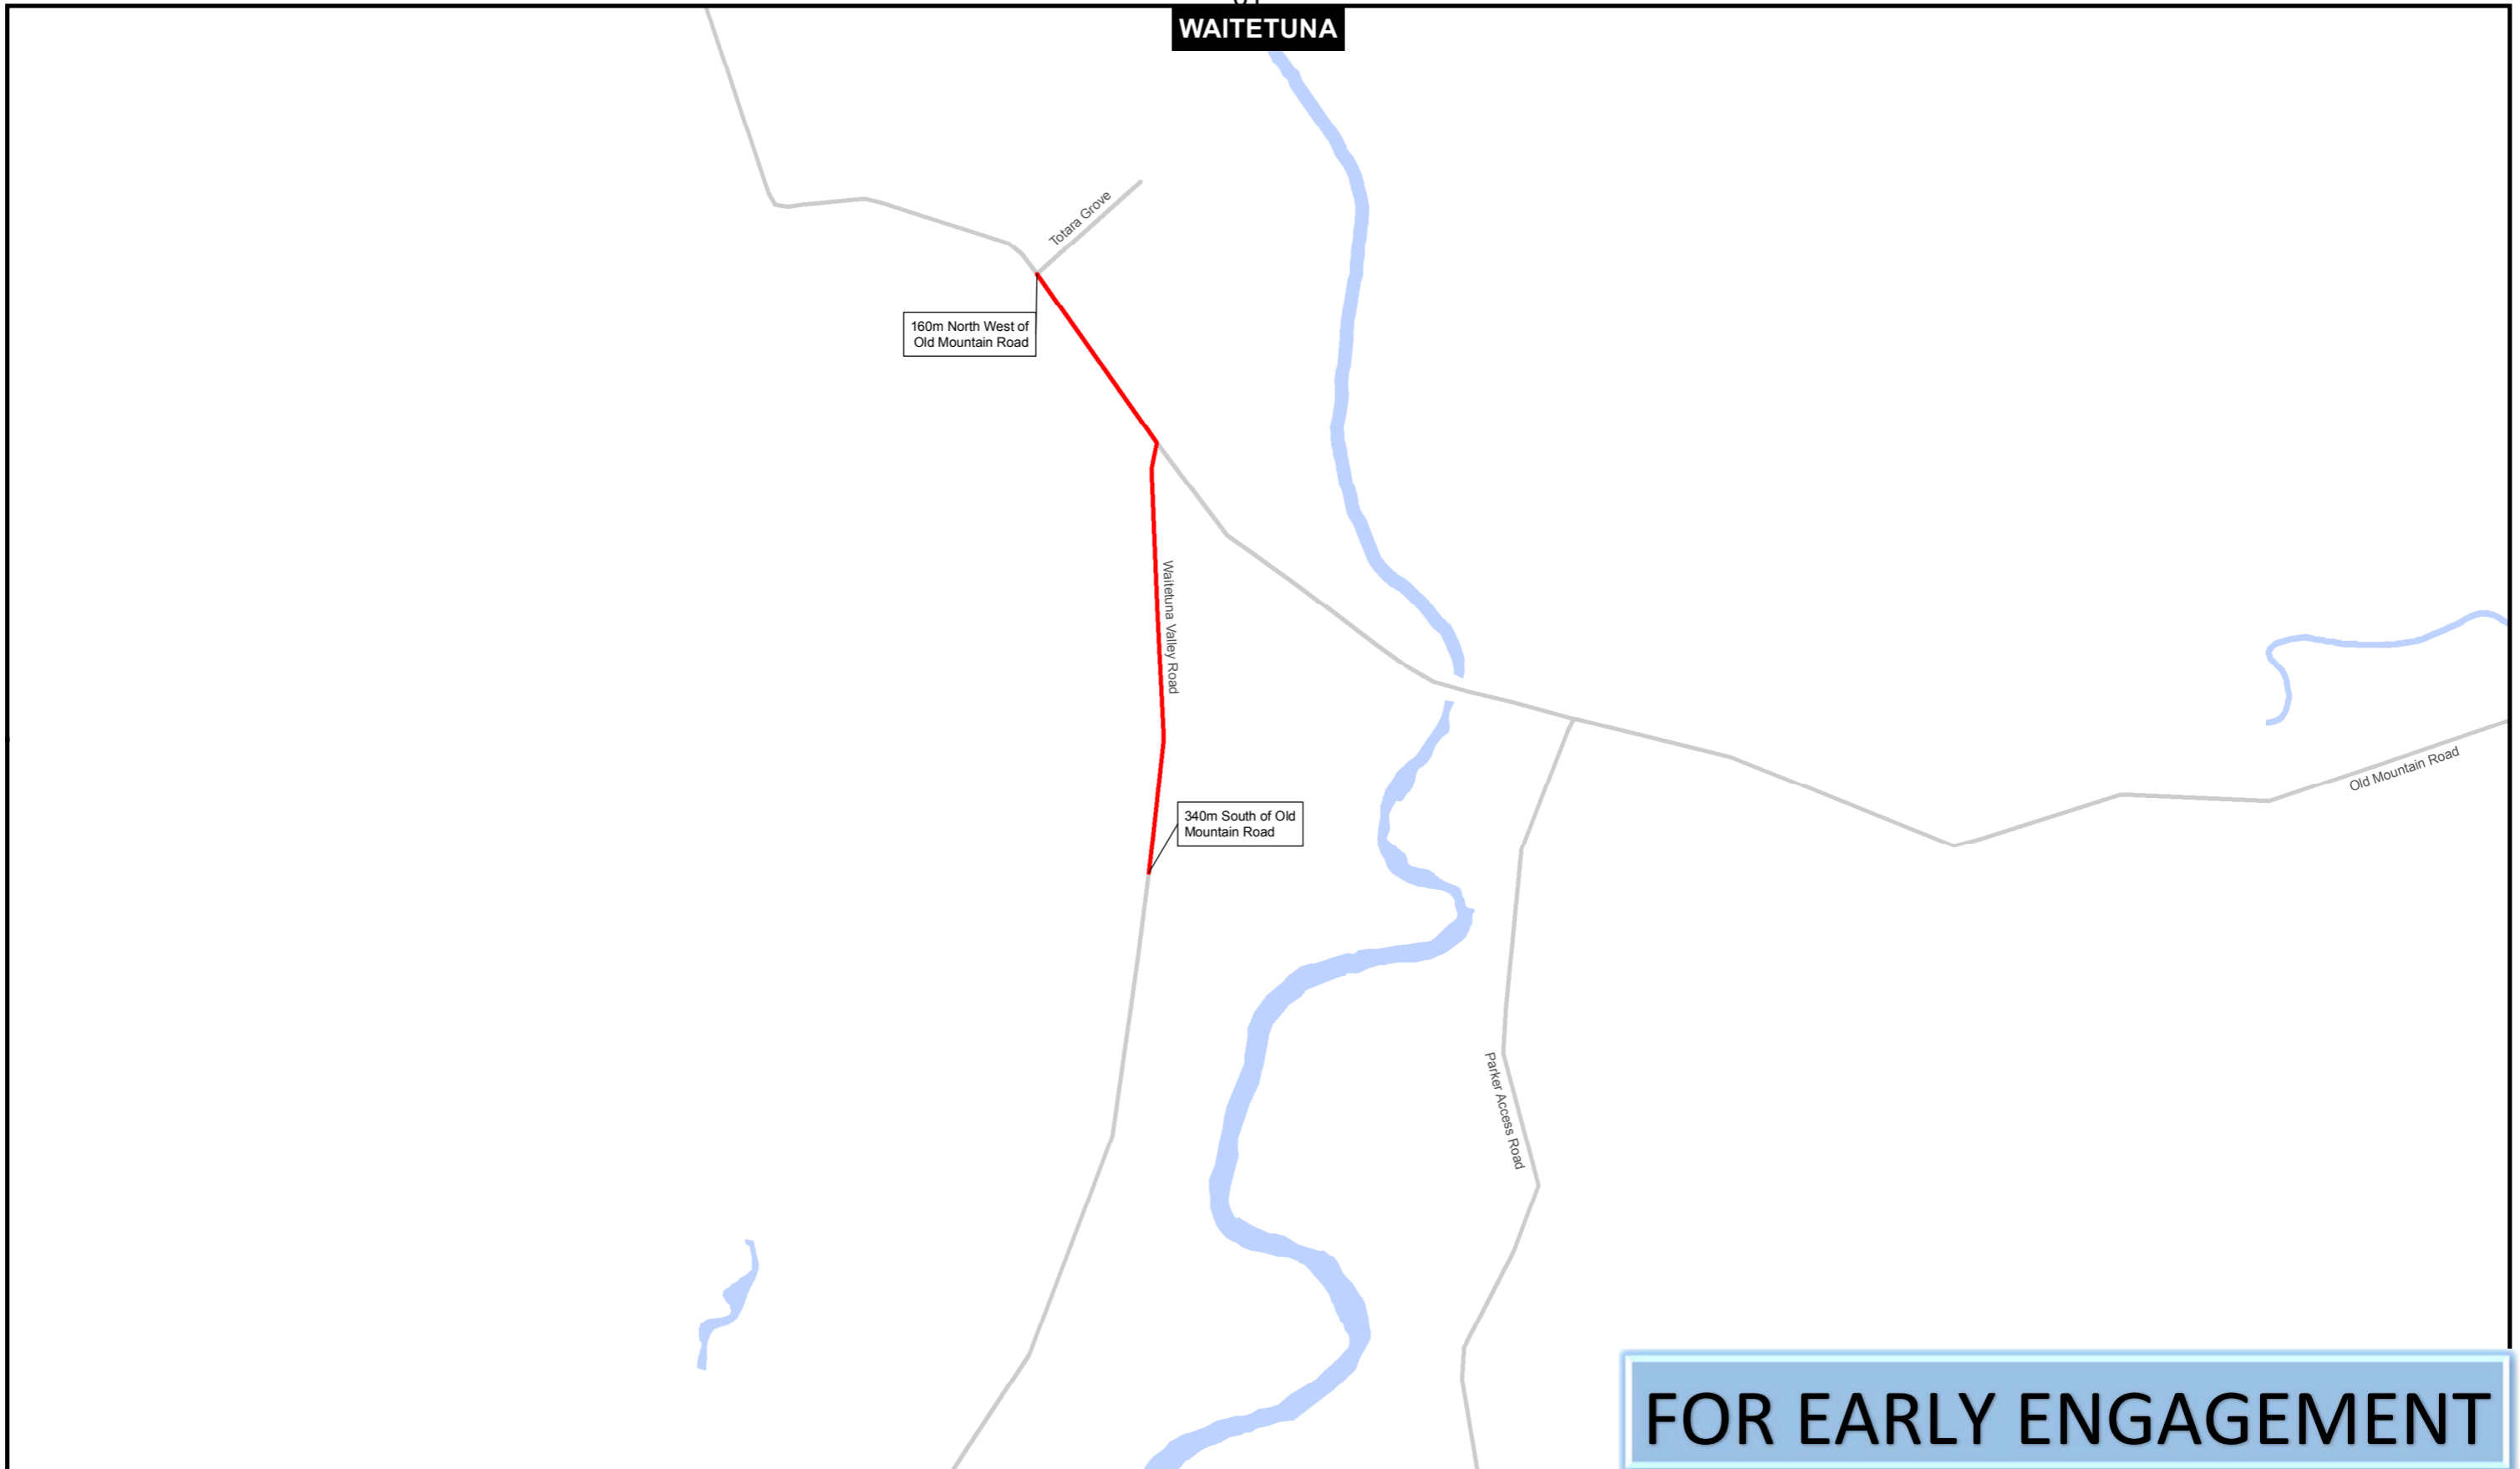 WAITETUNA
Totara Grove
160m North West of
Old Mountain Road
Waitetuna Valley Road
Old Mountain Road
340m South of Old
Mountain Road
Parker Access Road
FOR EARLY ENGAGEMENT